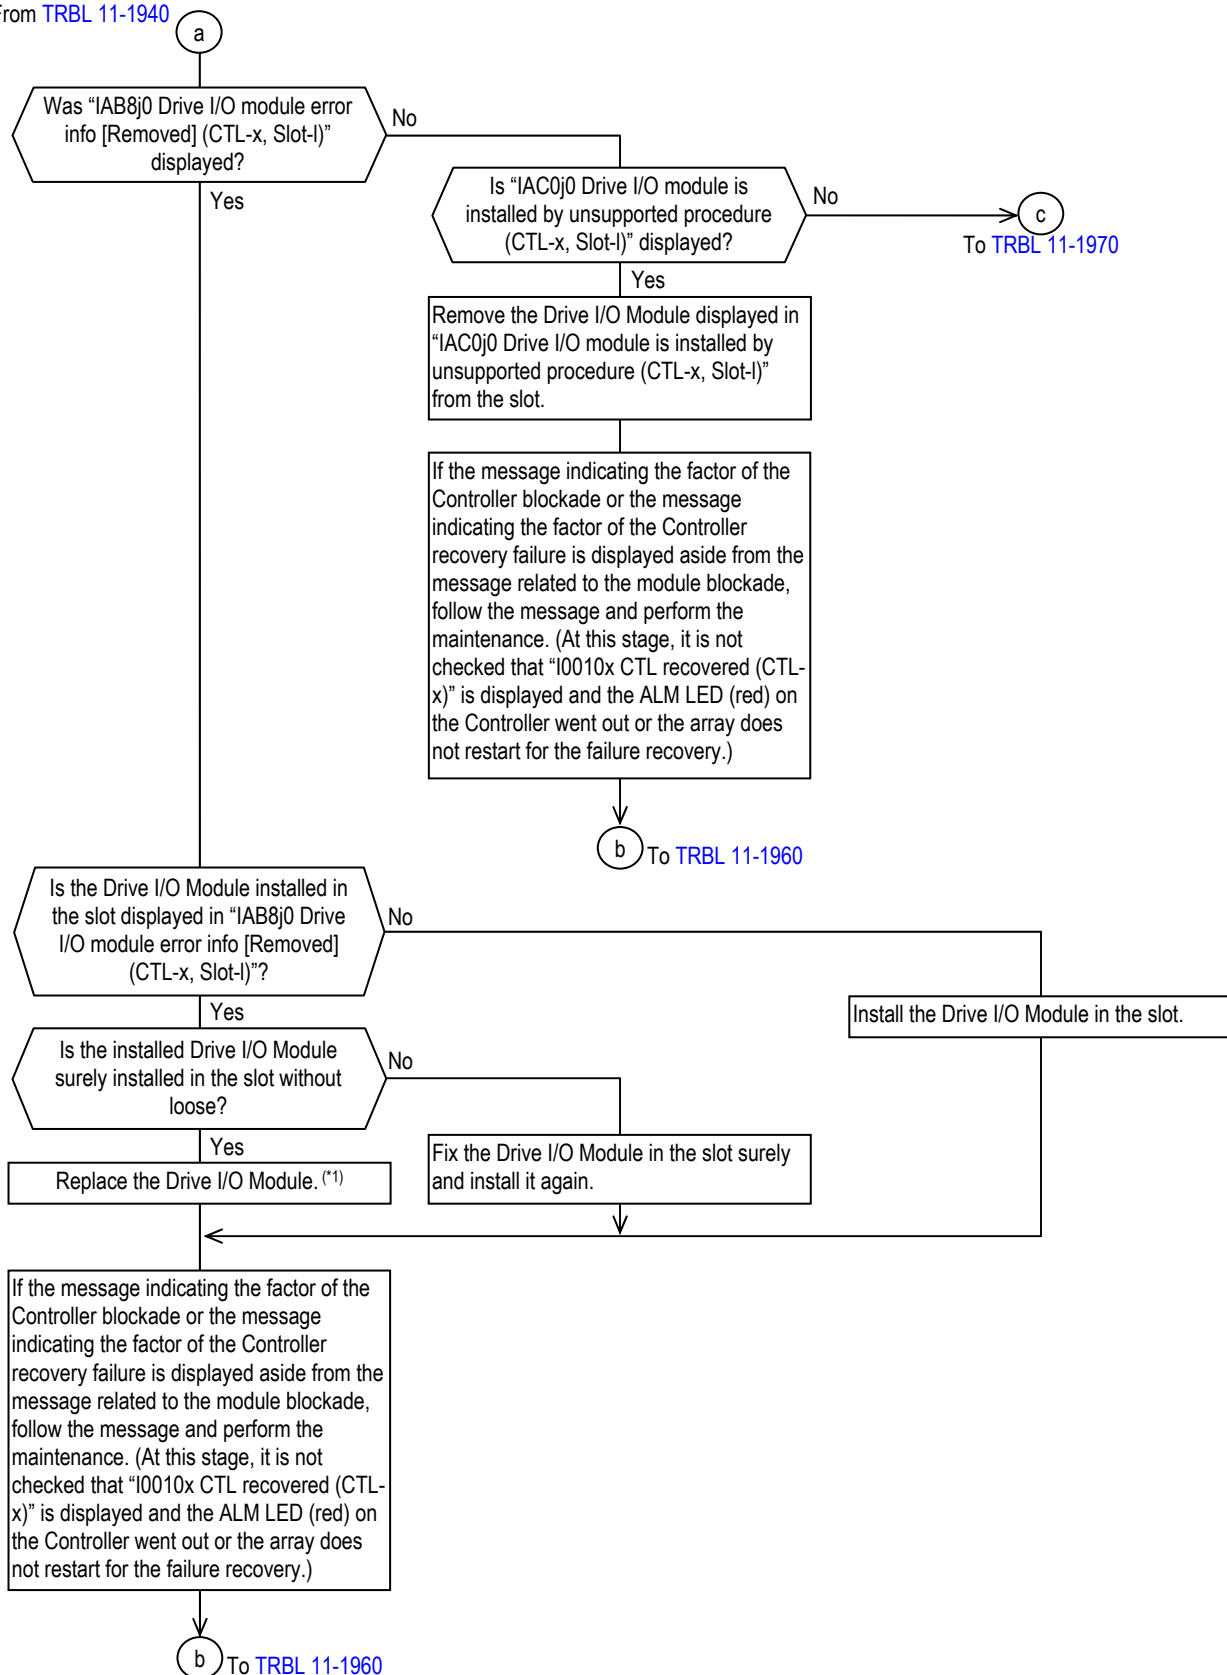 From TRBL 11-1940
a
Was “IAB8j0 Drive I/O module error
info [Removed] (CTL-x, Slot-l)”
displayed?
No
Yes
Is “IAC0j0 Drive I/O module is
installed by unsupported procedure
(CTL-x, Slot-l)” displayed?
No
c
To TRBL 11-1970
Yes
Remove the Drive I/O Module displayed in
“IAC0j0 Drive I/O module is installed by
unsupported procedure (CTL-x, Slot-l)”
from the slot.
If the message indicating the factor of the
Controller blockade or the message
indicating the factor of the Controller
recovery failure is displayed aside from the
message related to the module blockade,
follow the message and perform the
maintenance. (At this stage, it is not
checked that “I0010x CTL recovered (CTL-
x)” is displayed and the ALM LED (red) on
the Controller went out or the array does
not restart for the failure recovery.)
b
To TRBL 11-1960
Is the Drive I/O Module installed in
the slot displayed in “IAB8j0 Drive
I/O module error info [Removed]
(CTL-x, Slot-l)”?
No
Yes
Install the Drive I/O Module in the slot.
Is the installed Drive I/O Module
surely installed in the slot without
loose?
No
Yes
Fix the Drive I/O Module in the slot surely
and install it again.
Replace the Drive I/O Module. (*1)
If the message indicating the factor of the
Controller blockade or the message
indicating the factor of the Controller
recovery failure is displayed aside from the
message related to the module blockade,
follow the message and perform the
maintenance. (At this stage, it is not
checked that “I0010x CTL recovered (CTL-
x)” is displayed and the ALM LED (red) on
the Controller went out or the array does
not restart for the failure recovery.)
b
To TRBL 11-1960